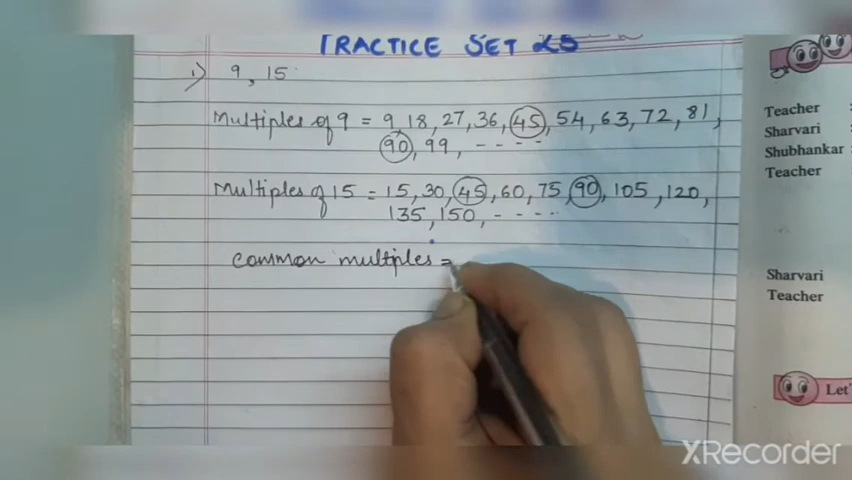 PRACTICE SET 25
1) 9, 15
Multiples of 9 = 9, 18, 27, 36, 45, 54, 63, 72, 81,
90, 99, - - - - -
Multiples of 15 = 15, 30, 45, 60, 75, 90, 105, 120,
135, 150, - - - - -
common multiples =
Teacher
Sharvari
Shubhankar :
Teacher
Sharvari
Teacher
Let'
XRecorder